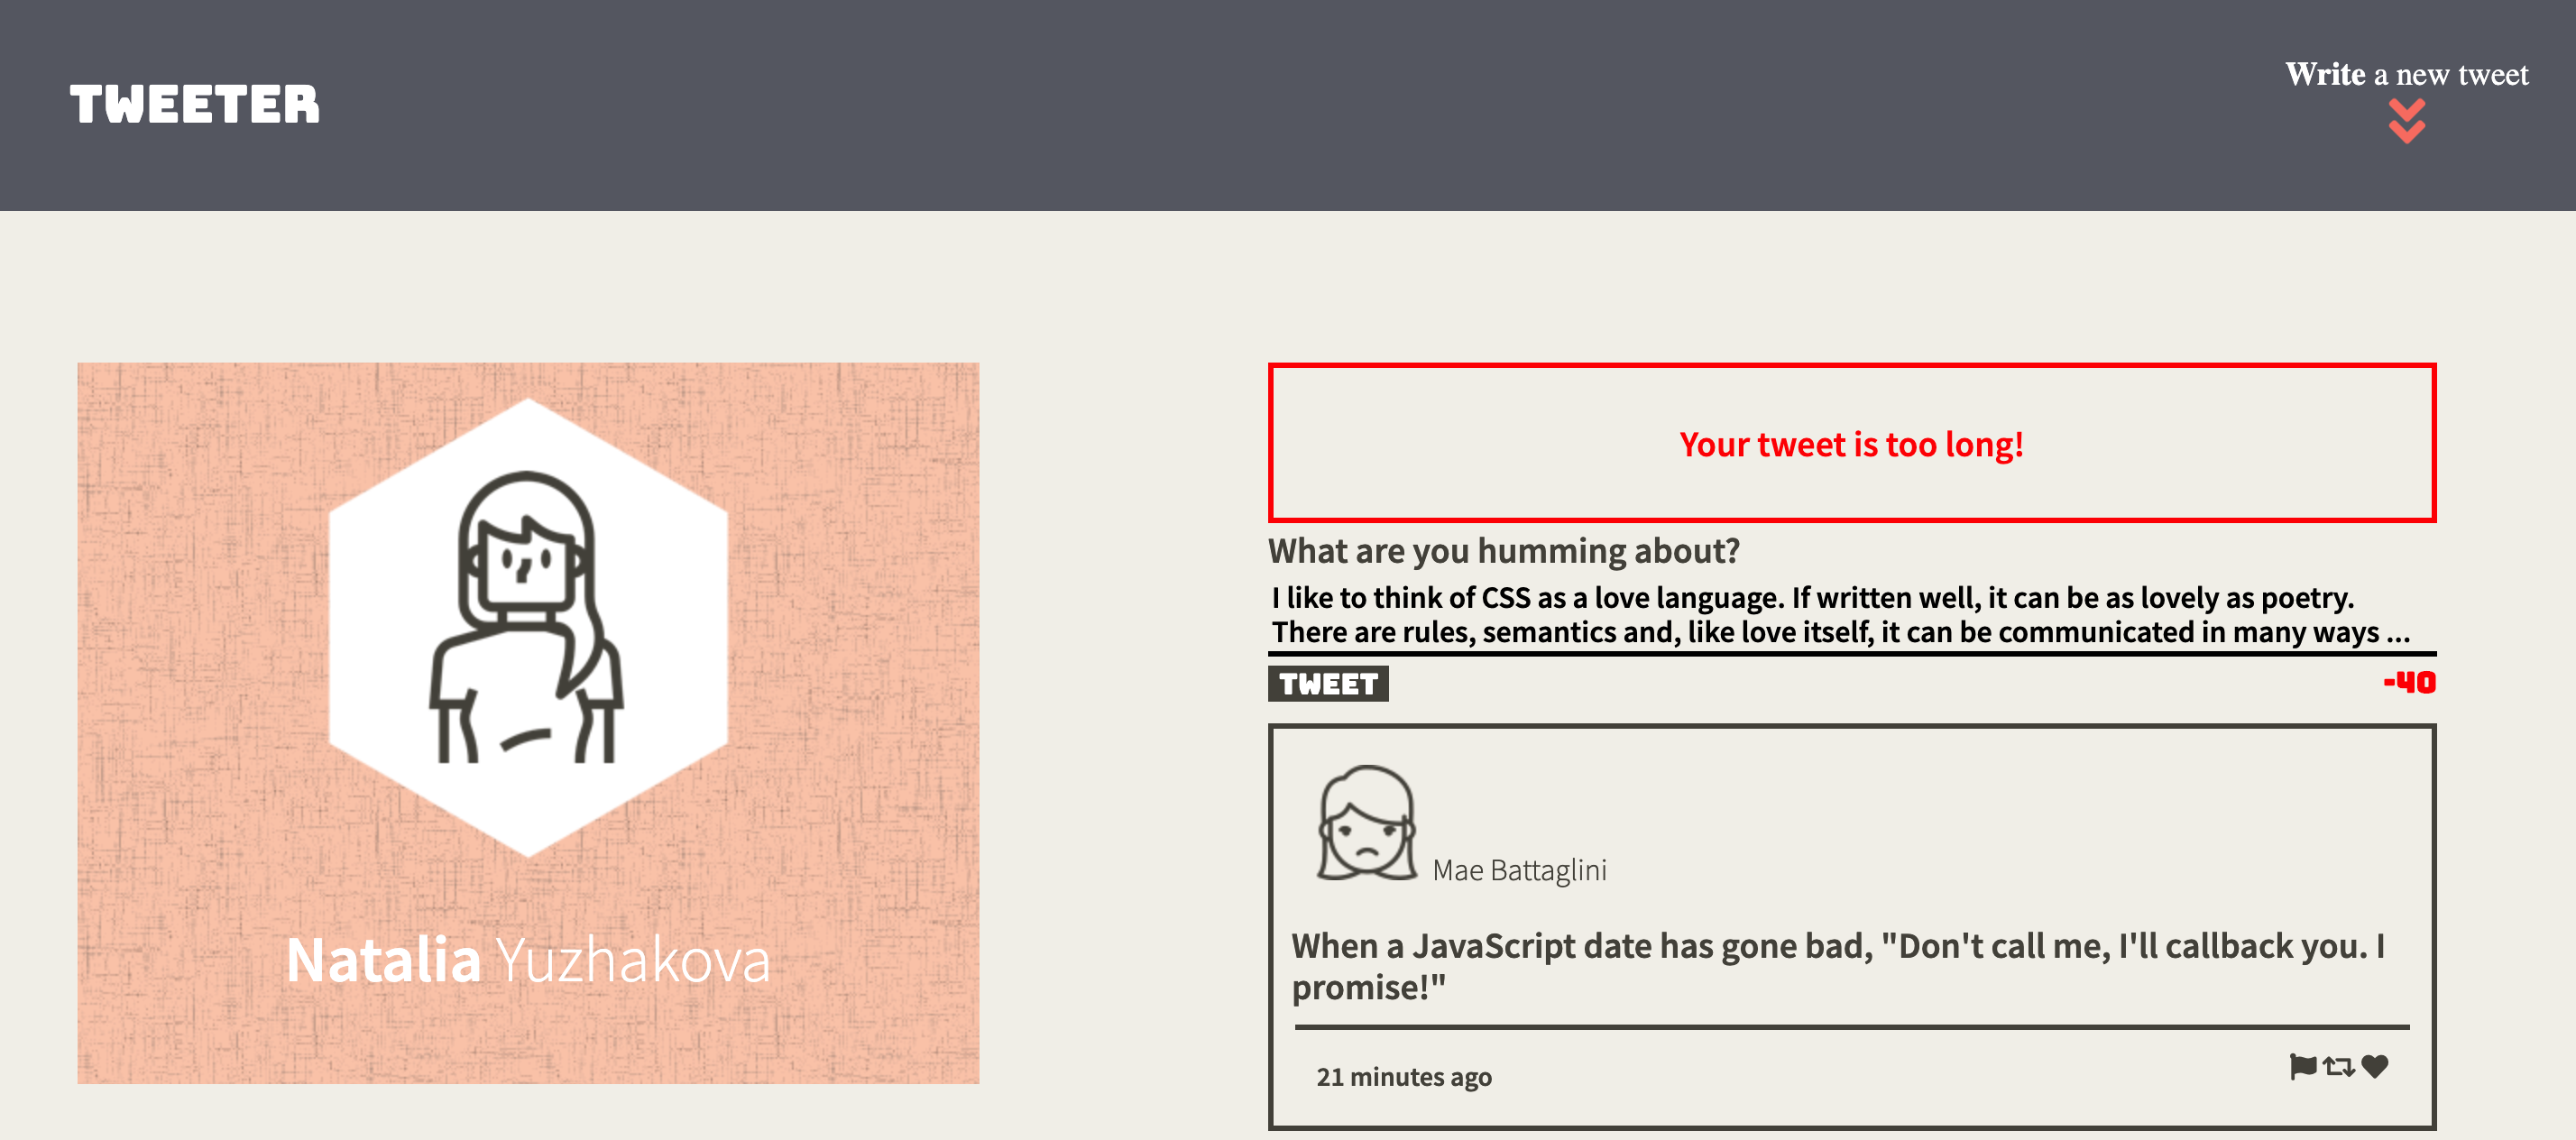 TWEETER
Write a new tweet
Natalia Yuzhakova
Your tweet is too long!
What are you humming about?
I like to think of CSS as a love language. If written well, it can be as lovely as poetry.
There are rules, semantics and, like love itself, it can be communicated in many ways ...
TWEET
-40
Mae Battaglini
When a JavaScript date has gone bad, "Don't call me, I'll callback you. I
promise!"
21 minutes ago